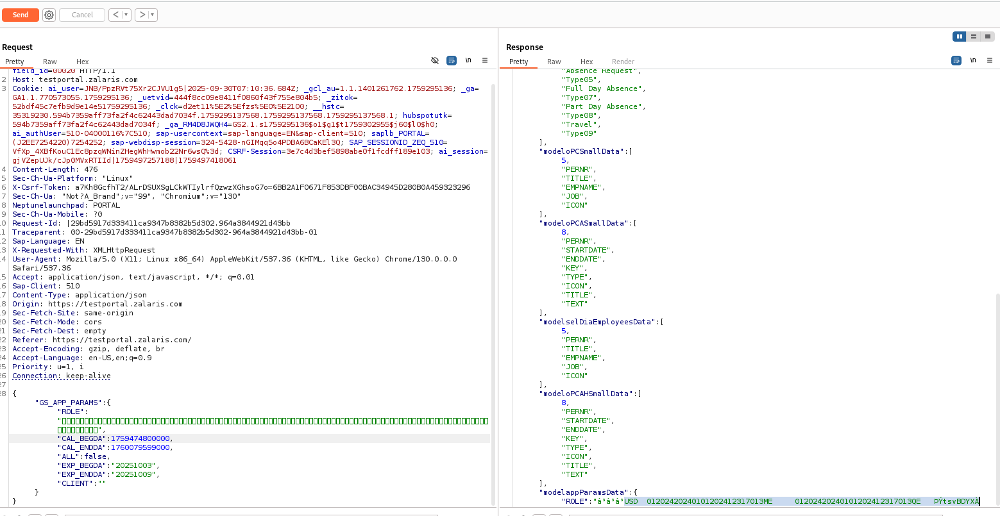 Send
Cancel
<
>
Request
Pretty
Raw
Hex
\n
field_id=00020 HTTP/1.1
2 Host: testportal.zalaris.com
3 Cookie: ai_user=JNB/PpzRVt75Xr2CJVU1g5|2025-09-30T07:10:36.684Z; _gcl_au=1.1.1401261762.1759295136; _ga=
GA1.1.770573055.1759295136; _uetvid=444f8cc09e8411f0860f43f755e804b5; _zitok=
52bdf45c7efb9d9e14e51759295136; _clck=d2et11%5E2%5Efzs%5E0%5E2100; __hstc=
35319230.594b7359aff73fa2f4c62443dad7034f.1759295137568.1759295137568.1759295137568.1; hubspotutk=
594b7359aff73fa2f4c62443dad7034f; _ga_RM4D8JWQH4=GS2.1.s1759295136$o1$g1$t1759302955$j60$l0$h0;
ai_authUser=510-04000116%7C510; sap-usercontext=sap-language=EN&sap-client=510; saplb_PORTAL=
(J2EE7254220)7254252; sap-webdisp-session=324-5428-nGIMqq5o4PDBA6BCaKEl3Q; SAP_SESSIONID_ZEQ_510=
VfXp_4XBfKouC1Ec8pzqWNinZHegWhHwmob22Nr6wsQ%3d; CSRF-Session=3e7c4d3bef5898abe0f1fcdff189e103; ai_session=
gjVZepUJk/cJp0MVxRTIId|1759497257188|1759497418061
4 Content-Length: 476
5 Sec-Ch-Ua-Platform: "Linux"
6 X-Csrf-Token: a7Kh8GcfhT2/ALrDSUXSgLCkWTIylrfQzwzXGhsoG7o=6BB2A1F0671F853DBF00BAC34945D280B0A459323296
7 Sec-Ch-Ua: "Not?A_Brand";v="99", "Chromium";v="130"
8 Neptunelaunchpad: PORTAL
9 Sec-Ch-Ua-Mobile: ?0
10 Request-Id: |29bd5917d333411ca9347b8382b5d302.964a3844921d43bb
11 Traceparent: 00-29bd5917d333411ca9347b8382b5d302-964a3844921d43bb-01
12 Sap-Language: EN
13 X-Requested-With: XMLHttpRequest
14 User-Agent: Mozilla/5.0 (X11; Linux x86_64) AppleWebKit/537.36 (KHTML, like Gecko) Chrome/130.0.0.0
Safari/537.36
15 Accept: application/json, text/javascript, */*; q=0.01
16 Sap-Client: 510
17 Content-Type: application/json
18 Origin: https://testportal.zalaris.com
19 Sec-Fetch-Site: same-origin
20 Sec-Fetch-Mode: cors
21 Sec-Fetch-Dest: empty
22 Referer: https://testportal.zalaris.com/
23 Accept-Encoding: gzip, deflate, br
24 Accept-Language: en-US,en;q=0.9
25 Priority: u=1, i
26 Connection: keep-alive
27
28 {
"GS_APP_PARAMS":{
"ROLE":
"CAL_BEGDA":1759474800000,
"CAL_ENDDA":1760079599000,
"ALL":false,
"EXP_BEGDA":"20251003",
"EXP_ENDDA":"20251009",
"CLIENT":""
}
}
Response
Pretty
Raw
Hex
Render
\n
"Absence Request",
"Type05",
"Full Day Absence",
"Type07",
"Part Day Absence",
"Type08",
"Travel",
"Type09"
],
"modeloPCSmallData":[
5,
"PERNR",
"TITLE",
"EMPNAME",
"JOB",
"ICON"
],
"modeloPCASmallData":[
8,
"PERNR",
"STARTDATE",
"ENDDATE",
"KEY",
"TYPE",
"ICON",
"TITLE",
"TEXT"
],
"modelselDiaEmployeesData":[
5,
"PERNR",
"TITLE",
"EMPNAME",
"JOB",
"ICON"
],
"modeloPCAHSmallData":[
8,
"PERNR",
"STARTDATE",
"ENDDATE",
"KEY",
"TYPE",
"ICON",
"TITLE",
"TEXT"
],
"modelappParamsData":{
"ROLE":"â³â³â³USD  01202420240101202412317013ME     01202420240101202412317013QE   ÞÝtsvBDYXÀ